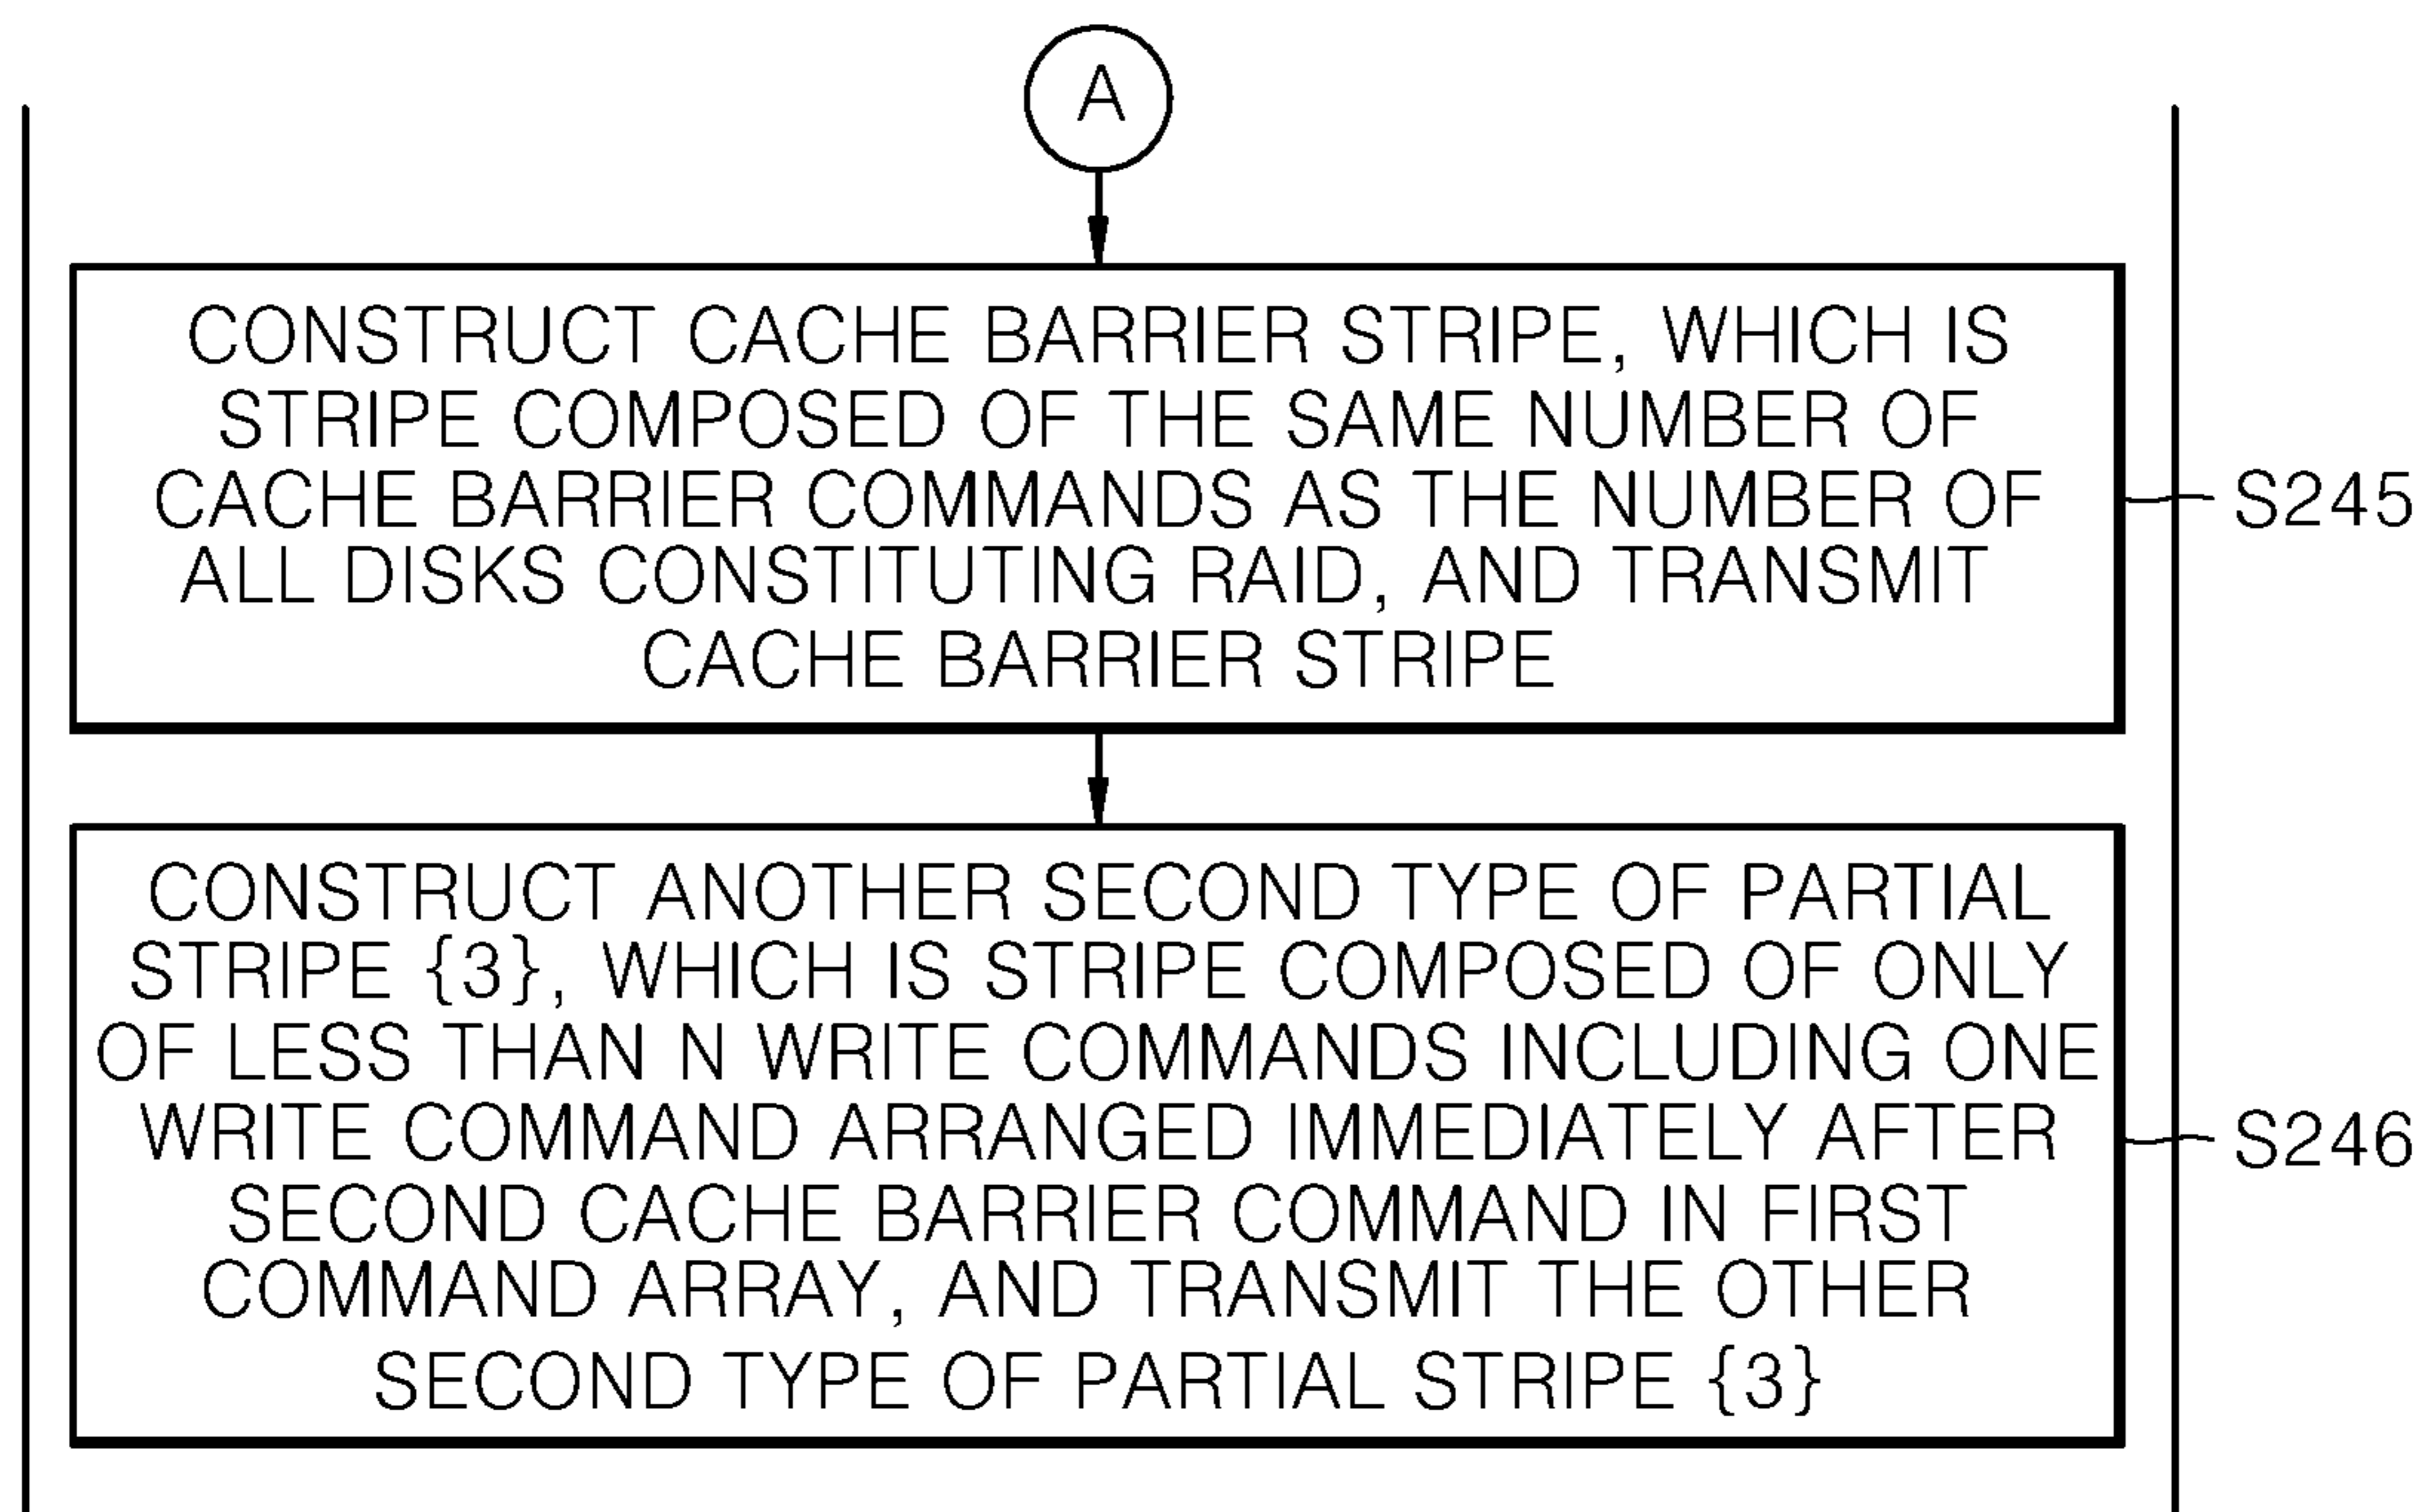 A
CONSTRUCT CACHE BARRIER STRIPE, WHICH IS
STRIPE COMPOSED OF THE SAME NUMBER OF
CACHE BARRIER COMMANDS AS THE NUMBER OF
ALL DISKS CONSTITUTING RAID, AND TRANSMIT
CACHE BARRIER STRIPE
S245
CONSTRUCT ANOTHER SECOND TYPE OF PARTIAL
STRIPE {3}, WHICH IS STRIPE COMPOSED OF ONLY
OF LESS THAN N WRITE COMMANDS INCLUDING ONE
WRITE COMMAND ARRANGED IMMEDIATELY AFTER
SECOND CACHE BARRIER COMMAND IN FIRST
COMMAND ARRAY, AND TRANSMIT THE OTHER
SECOND TYPE OF PARTIAL STRIPE {3}
S246